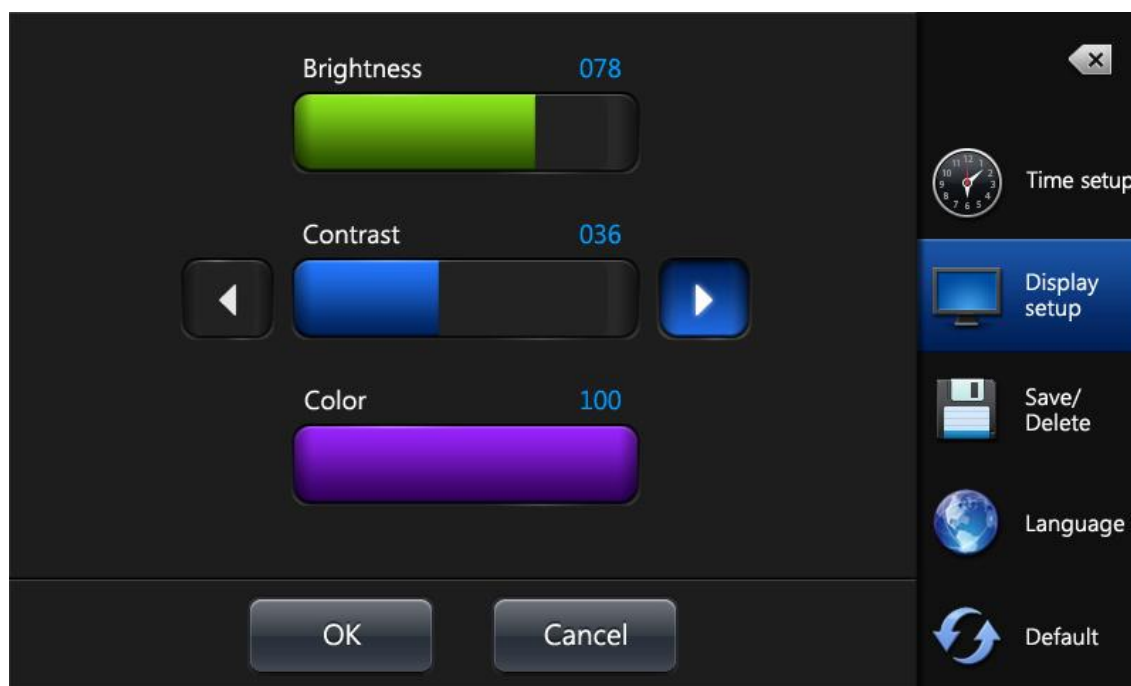 Brightness 078
Contrast 036
Color 100
OK
Cancel
Time setup
Display
setup
Save/
Delete
Language
Default